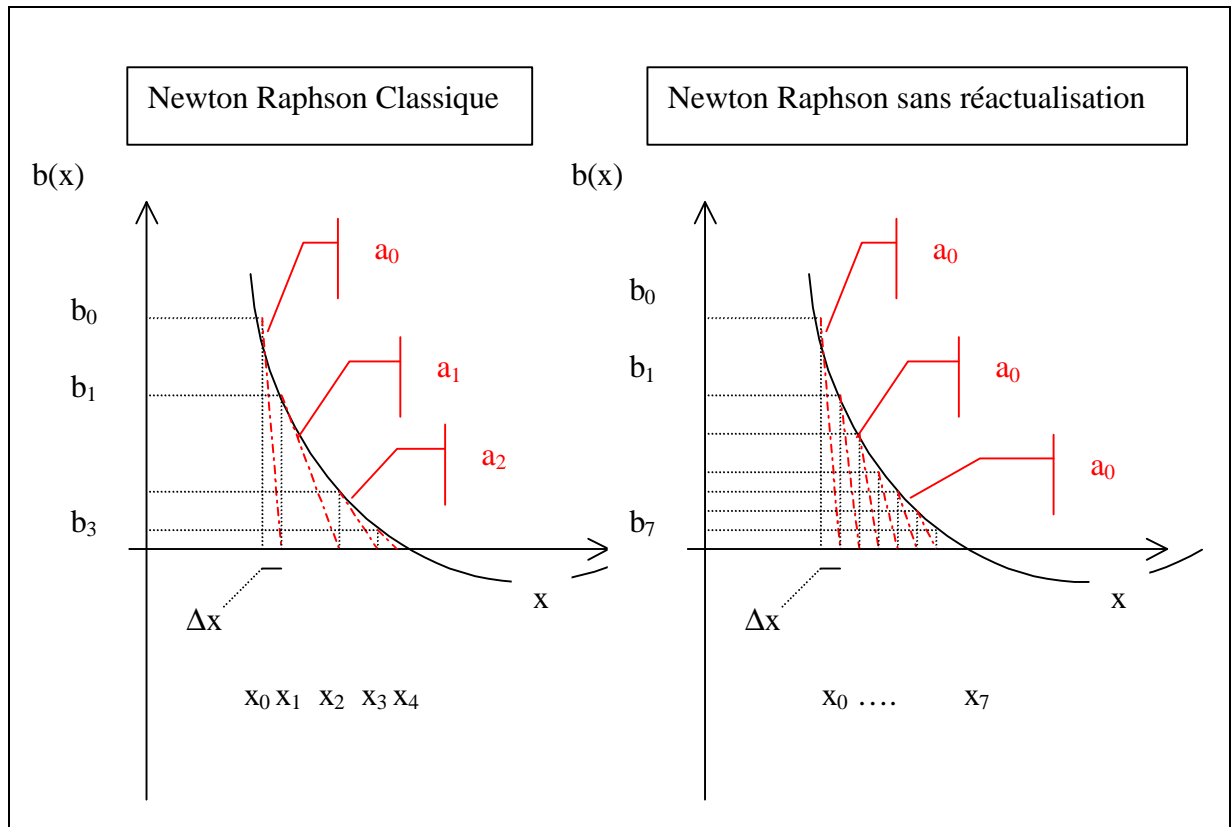 Newton Raphson Classique
Newton Raphson sans réactualisation
b(x)
a₀
b₀
a₁
b₁
a₂
b₃
x
Δx
x₀ x₁ x₂ x₃ x₄
b(x)
a₀
b₀
b₁
a₀
a₀
b₇
x
Δx
x₀ …. x₇